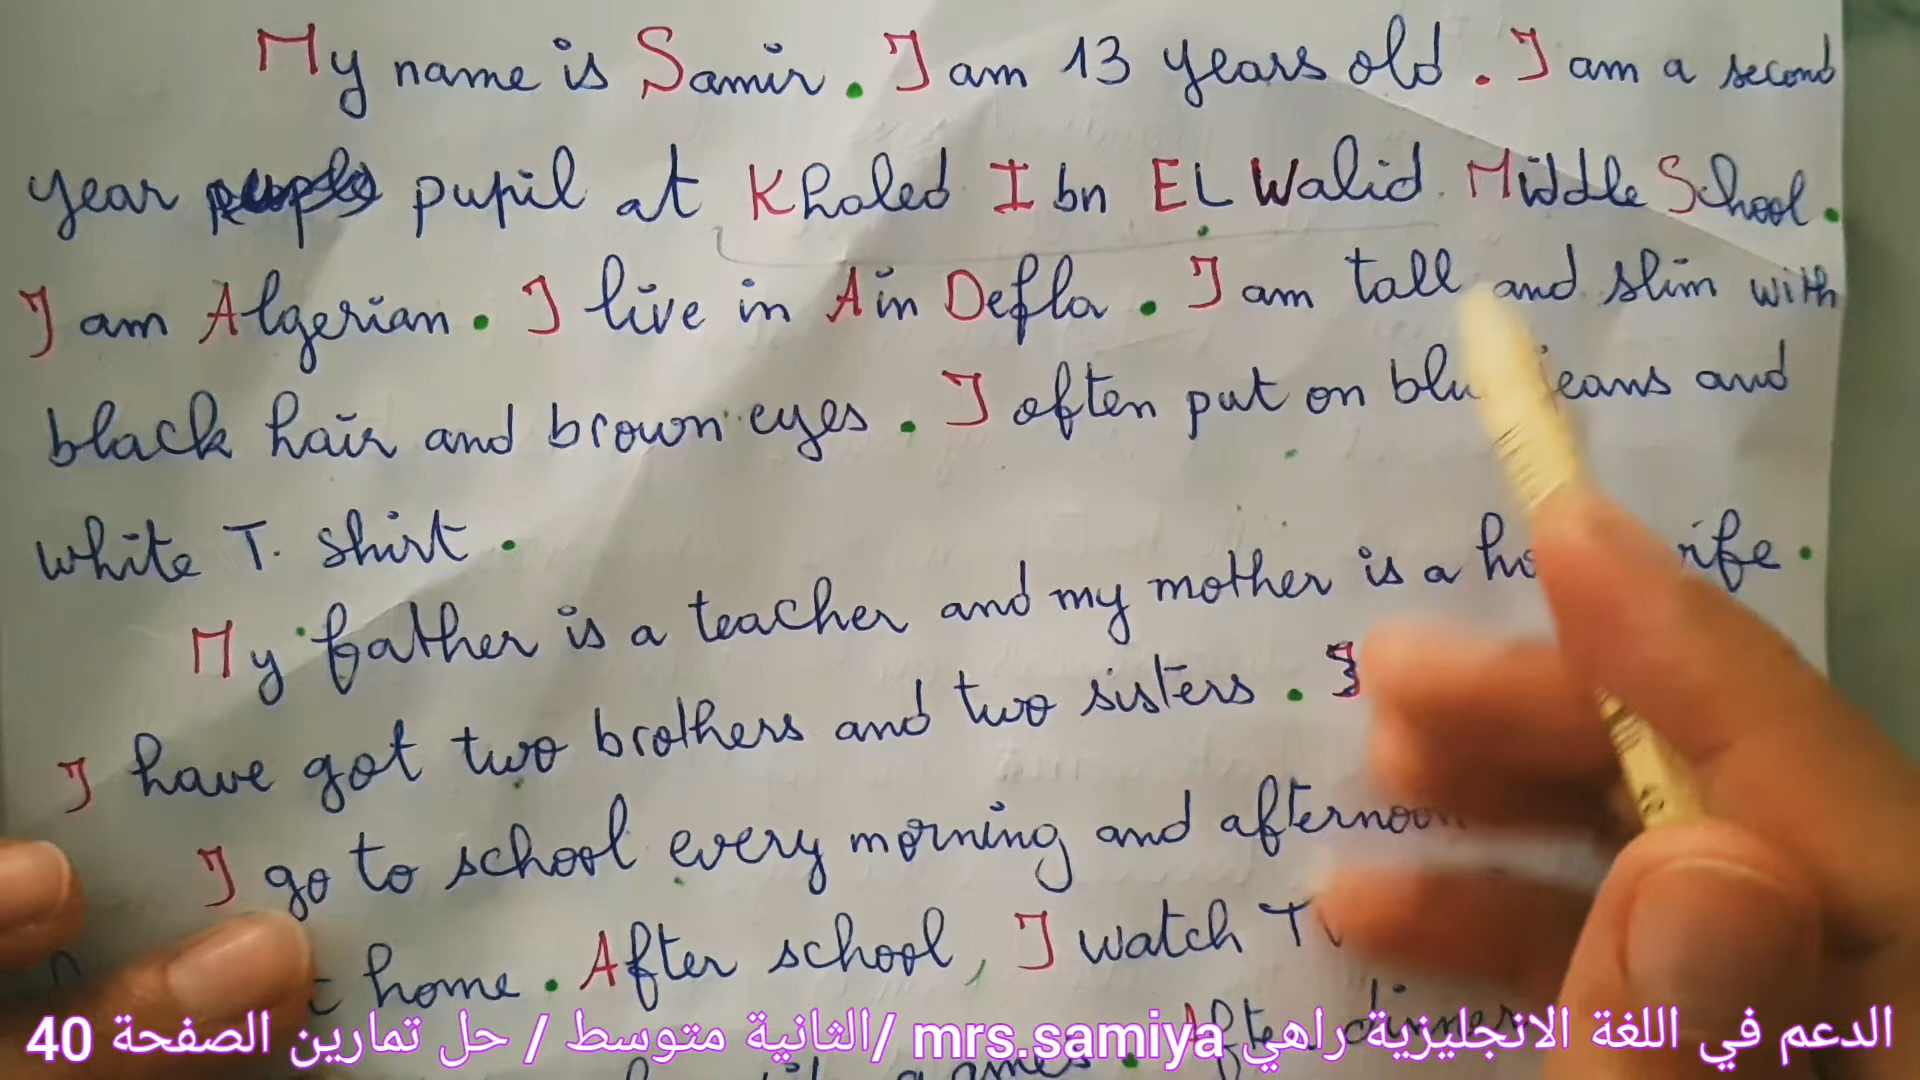 My name is Samir. I am 13 years old. I am a second
year pupil at Khaled Ibn EL Walid Middle School.
I am Algerian. I live in Ain Defla. I am tall and slim with
black hair and brown eyes. I often put on jeans and
white T. shirt.
My father is a teacher and my mother is a
I have got two brothers and two sisters.
I go to school every morning and afternoon
home. After school, I watch
After dinner
games.
الدعم في اللغة الانجليزية راهي mrs.samiya /الثانية متوسط / حل تمارين الصفحة 40